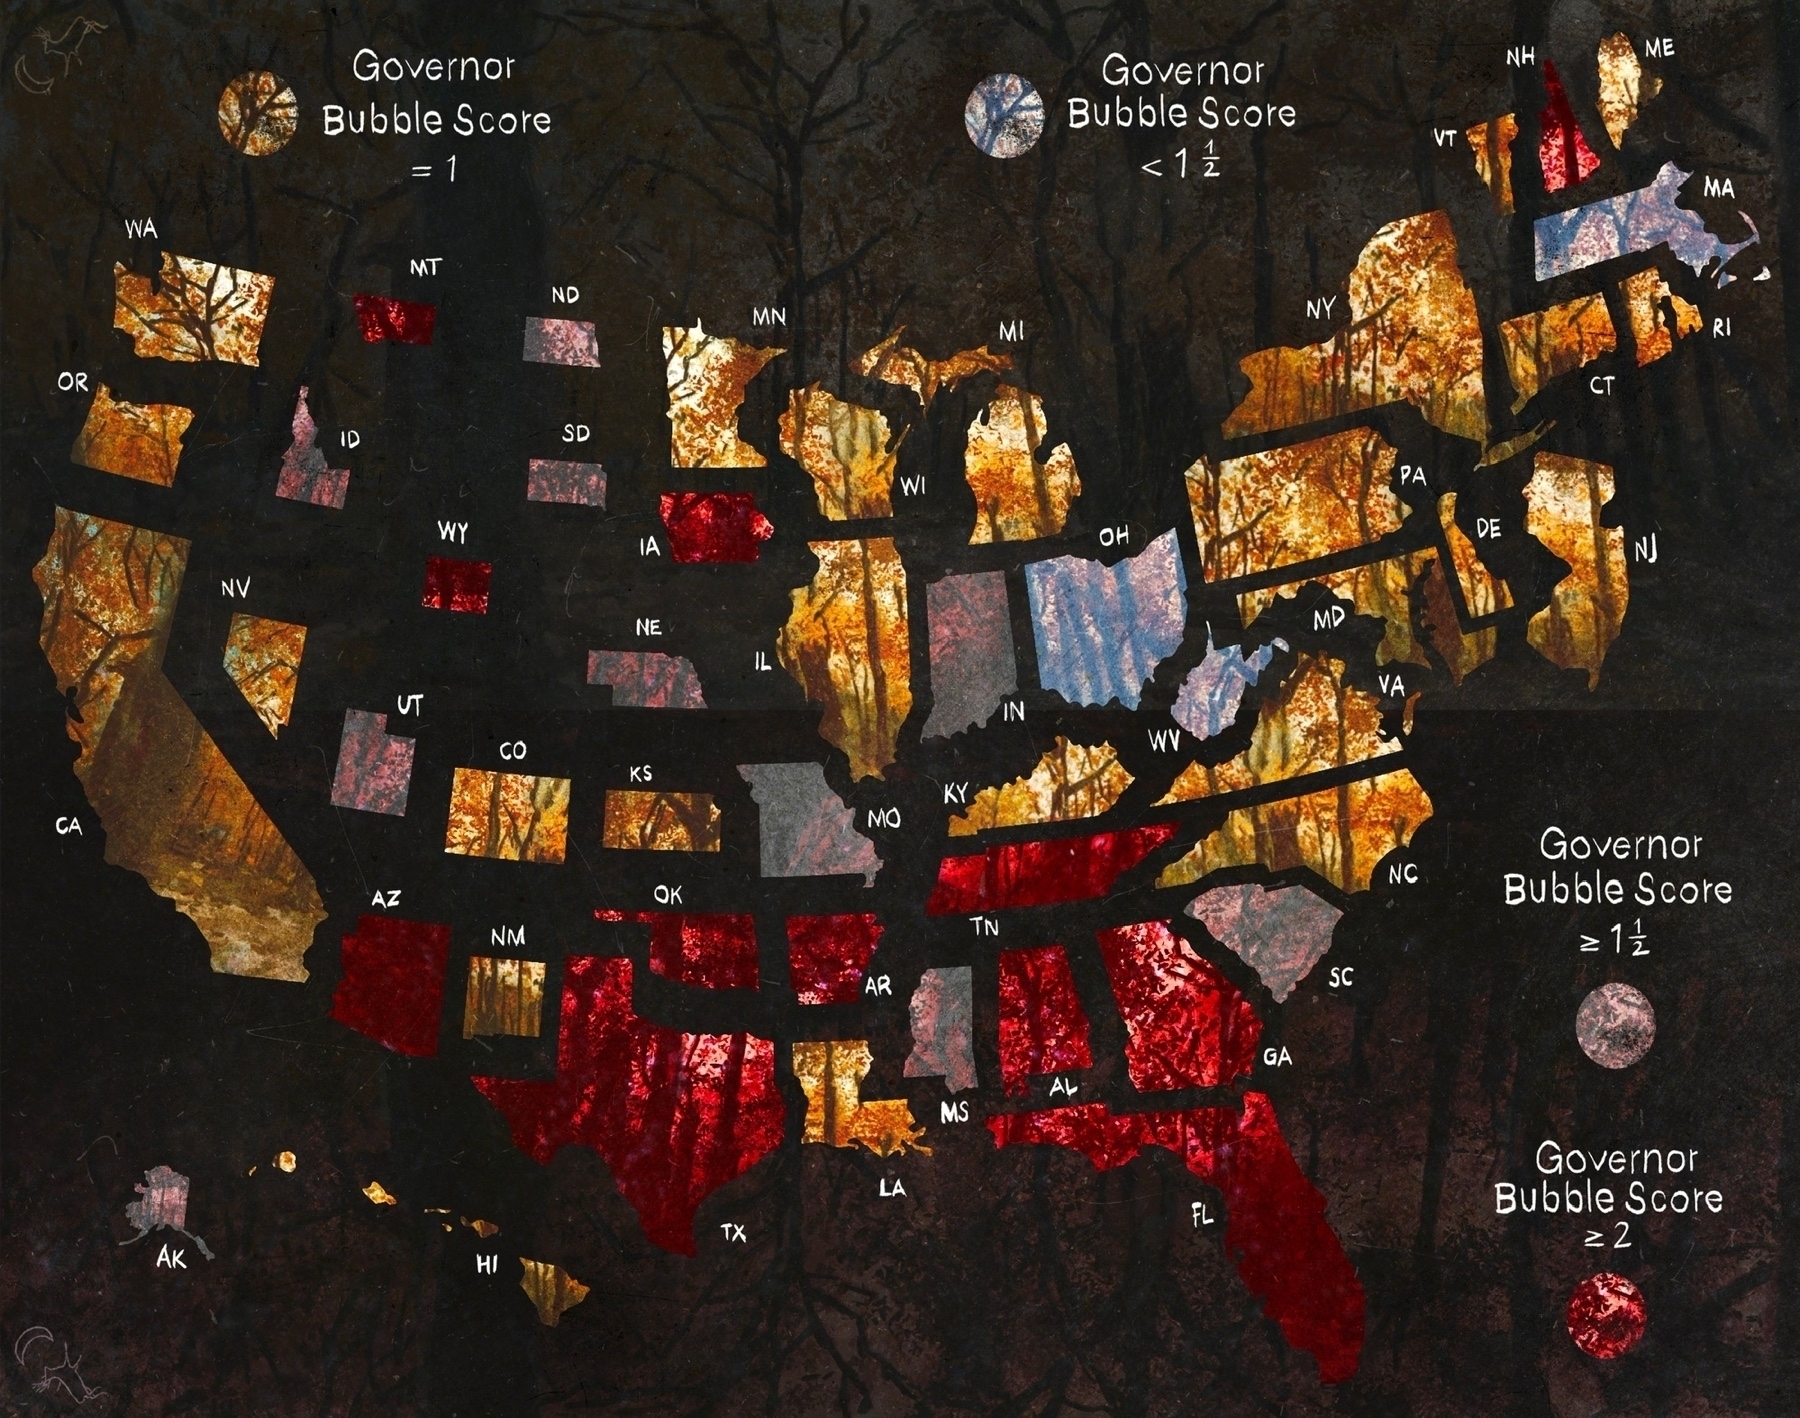 Governor
Bubble Score
= 1
Governor
Bubble Score
< 1 1/2
NH
ME
VT
MA
WA
MT
ND
MN
MI
NY
RI
OR
ID
SD
CT
WI
PA
WY
IA
OH
DE
NJ
NV
NE
IL
MD
UT
IN
VA
WV
CO
KS
KY
MO
CA
Governor
Bubble Score
≥ 1 1/2
AZ
OK
NC
NM
TN
AR
SC
GA
AL
MS
LA
FL
TX
AK
HI
Governor
Bubble Score
≥ 2